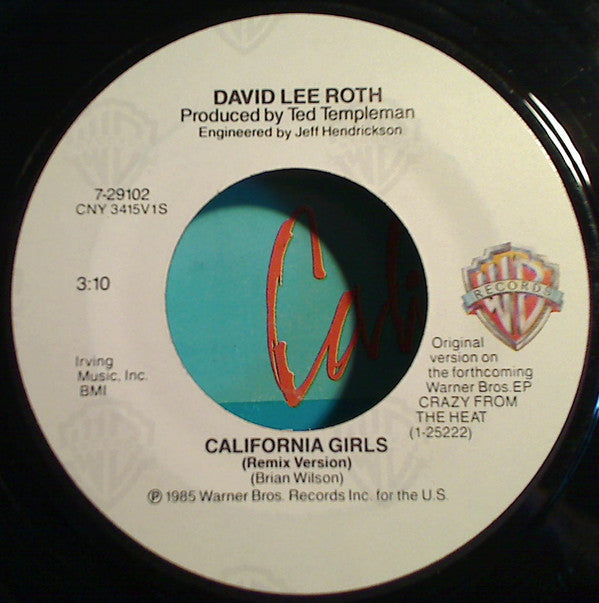 DAVID LEE ROTH
Produced by Ted Templeman
Engineered by Jeff Hendrickson
7-29102
CNY 3415V1S
3:10
Irving
Music, Inc.
BMI
Cali
WB
RECORDS
Original
version on
the forthcoming
Warner Bros. EP
CRAZY FROM
THE HEAT
(1-25222)
CALIFORNIA GIRLS
(Remix Version)
(Brian Wilson)
℗ 1985 Warner Bros. Records Inc. for the U.S.